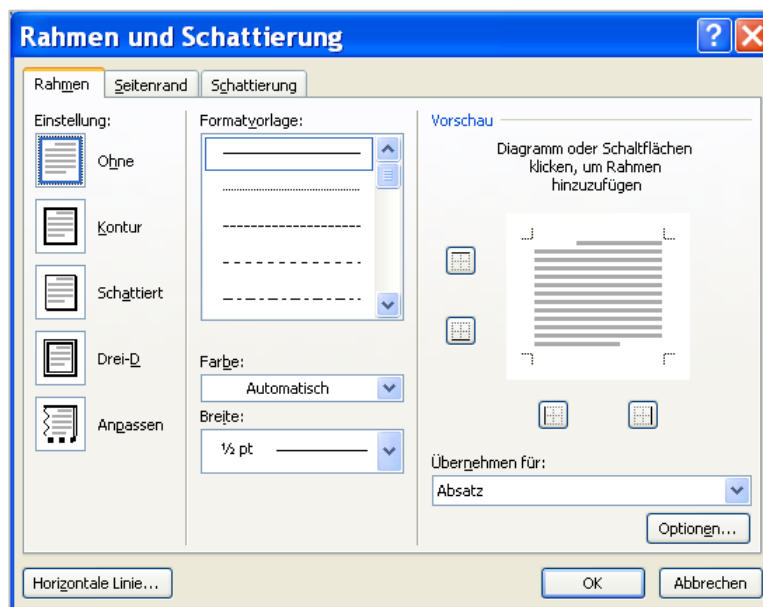 Rahmen und Schattierung
Rahmen
Seitenrand
Schattierung
Einstellung:
Ohne
Kontur
Schattiert
Drei-D
Anpassen
Formatvorlage:
Farbe:
Automatisch
Breite:
½ pt
Vorschau
Diagramm oder Schaltflächen
klicken, um Rahmen
hinzuzufügen
Übernehmen für:
Absatz
Optionen...
Horizontale Linie...
OK
Abbrechen